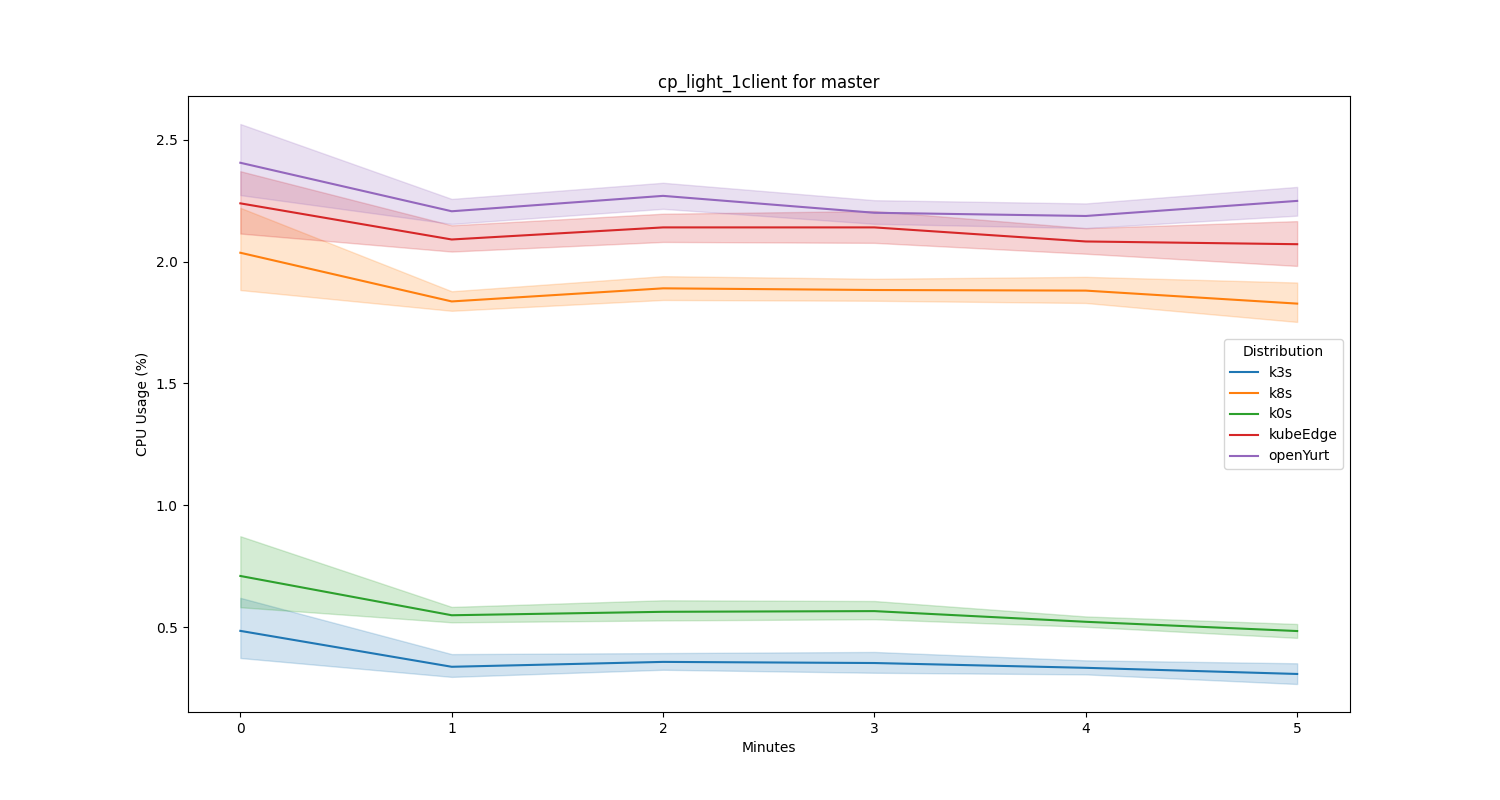 cp_light_1client for master
CPU Usage (%)
2.5
2.0
1.5
1.0
0.5
0 1 2 3 4 5
Minutes
Distribution
k3s
k8s
k0s
kubeEdge
openYurt